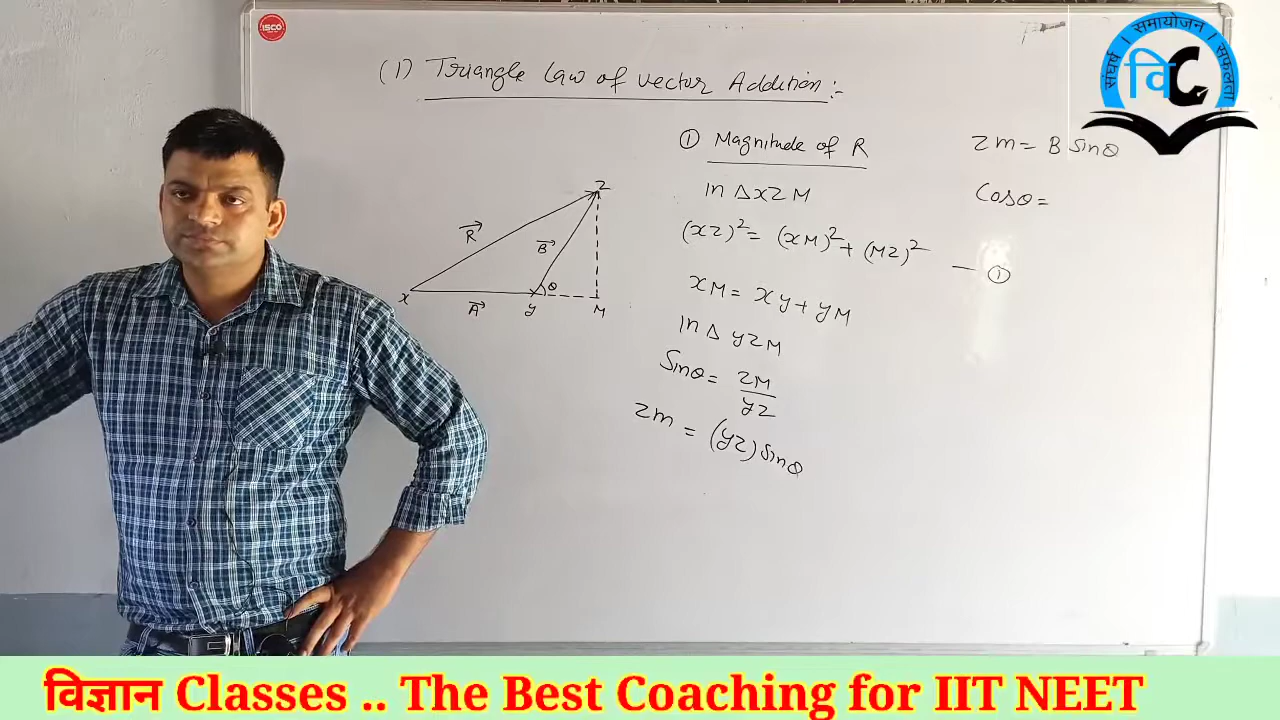 ISCO
(1) Triangle Law of vector Addition :-
संघर्ष । समायोजन । सफलता
विC
Z
R
B
θ
X
A
y
M
① Magnitude of R
In ΔXZM
(XZ)² = (XM)² + (MZ)² — ①
XM = Xy + yM
In Δ yZM
Sinθ = ZM/yZ
Zm = (yZ) Sinθ
Zm = B Sinθ
Cosθ =
विज्ञान Classes .. The Best Coaching for IIT NEET